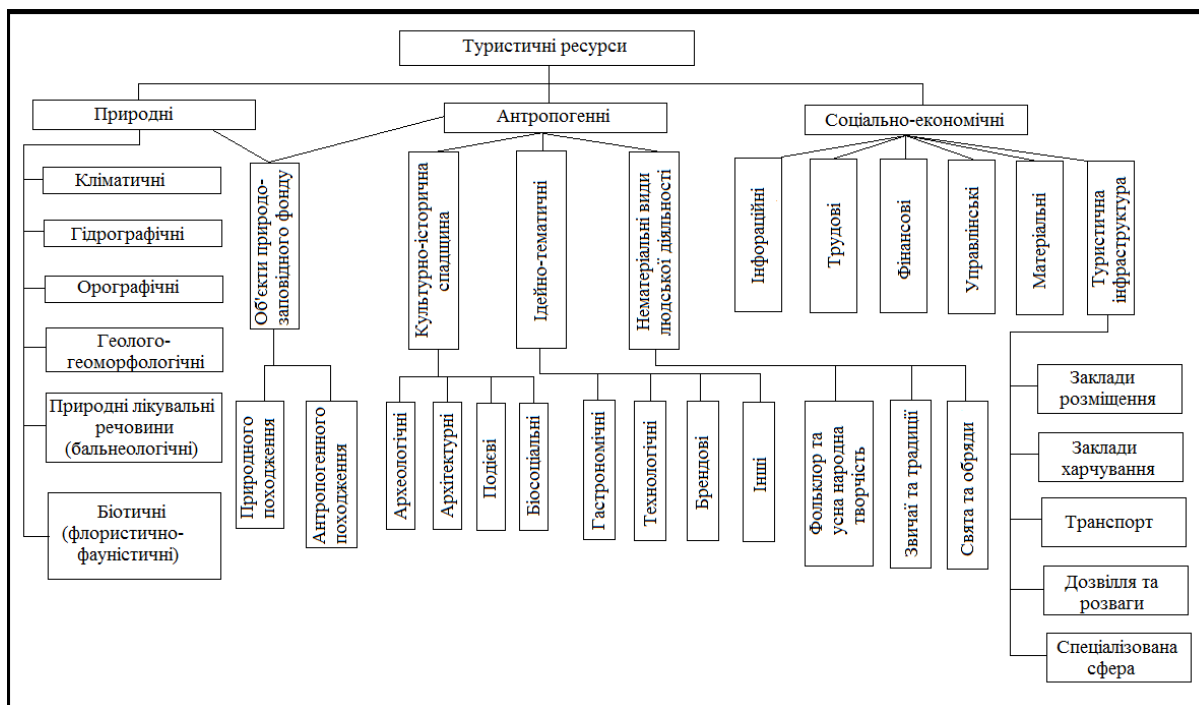 Туристичні ресурси
Природні
Антропогенні
Соціально-економічні
Кліматичні
Гідрографічні
Орографічні
Геолого-
геоморфологічні
Природні лікувальні
речовини
(бальнеологічні)
Біотичні
(флористично-
фауністичні)
Об'єкти природо-
заповідного фонду
Природного
походження
Антропогенного
походження
Культурно-історична
спадщина
Ідейно-тематичні
Нематеріальні види
людської діяльності
Археологічні
Архітектурні
Подієві
Біосоціальні
Гастрономічні
Технологічні
Брендові
Інші
Фольклор та
усна народна
творчість
Звичаї та традиції
Свята та обряди
Інфораційні
Трудові
Фінансові
Управлінські
Матеріальні
Туристична
інфраструктура
Заклади
розміщення
Заклади
харчування
Транспорт
Дозвілля та
розваги
Спеціалізована
сфера